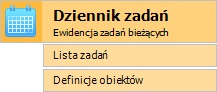 Dziennik zadań
Ewidencja zadań bieżących
Lista zadań
Definicje obiektów